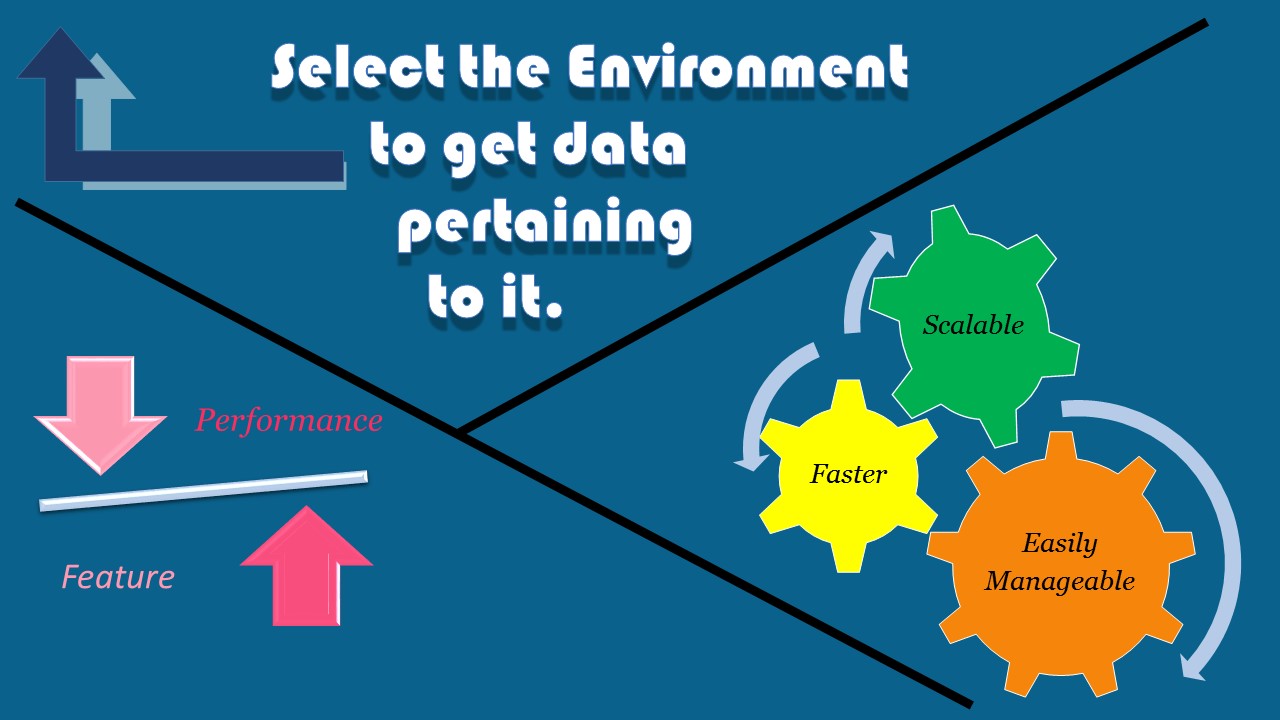 Select the Environment
to get data
pertaining
to it.
Performance
Feature
Scalable
Faster
Easily
Manageable